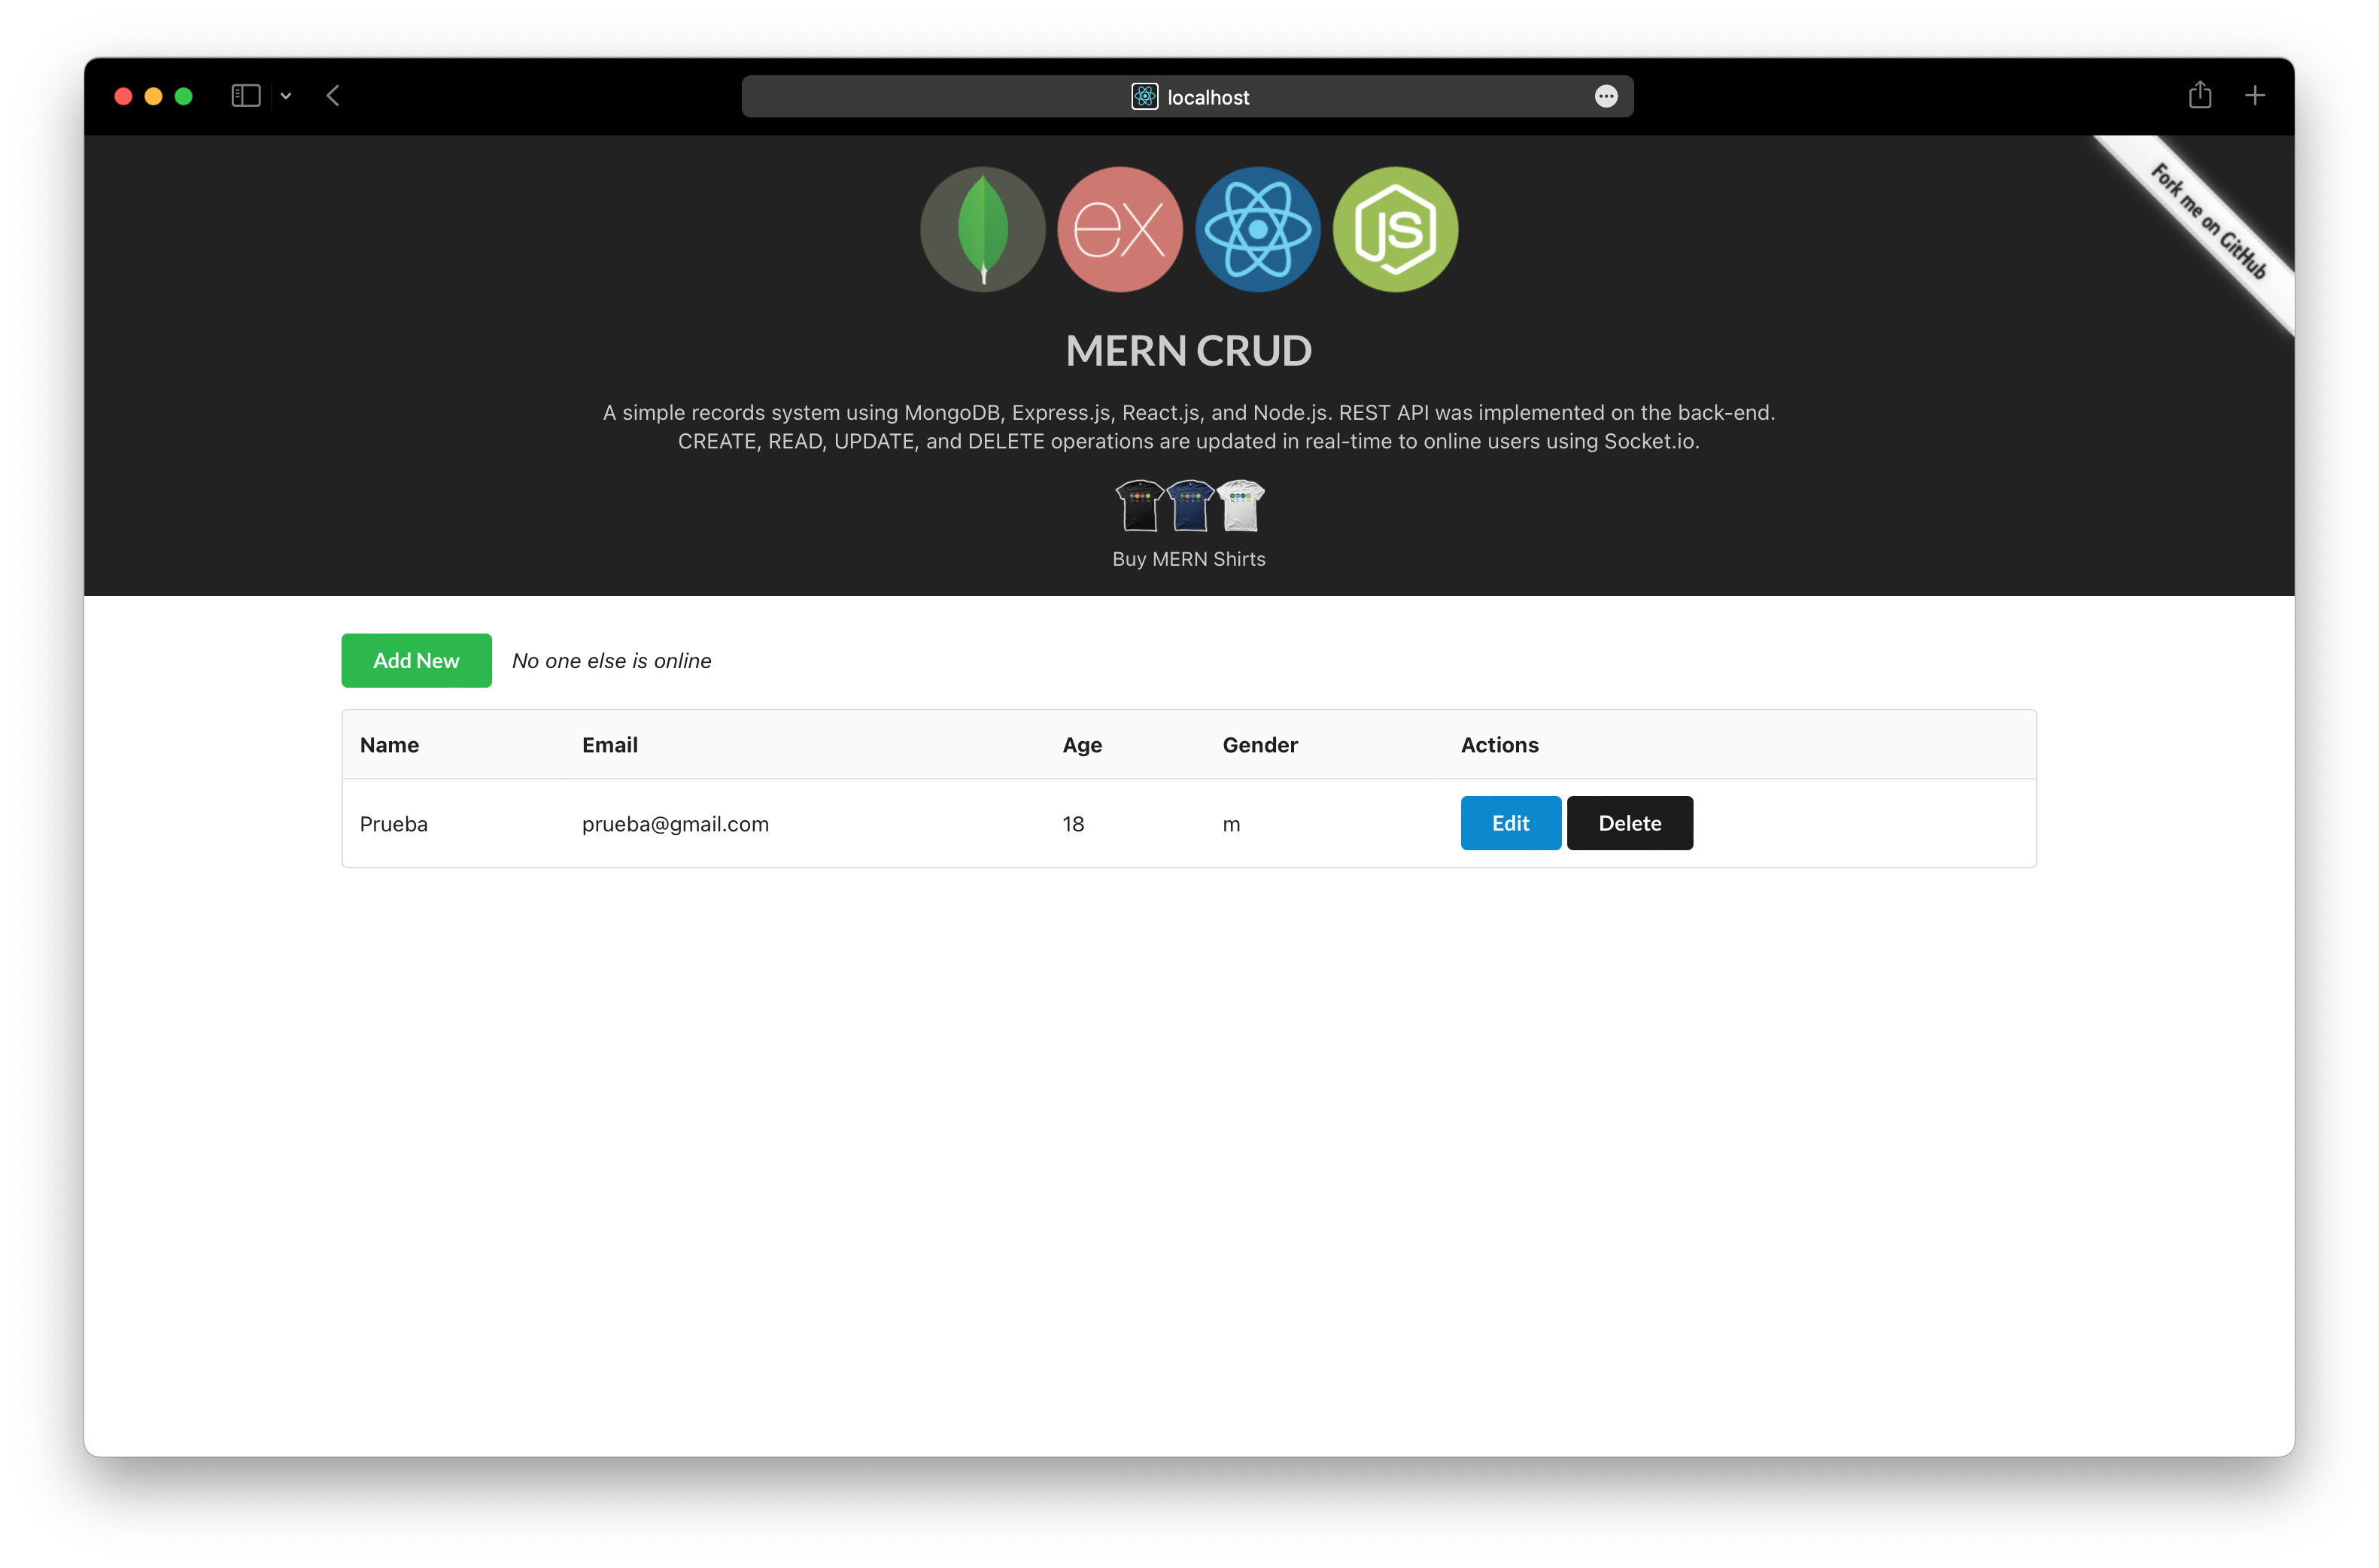 localhost
Fork me on GitHub
ex
JS
MERN CRUD
A simple records system using MongoDB, Express.js, React.js, and Node.js. REST API was implemented on the back-end.
CREATE, READ, UPDATE, and DELETE operations are updated in real-time to online users using Socket.io.
Buy MERN Shirts
Add New No one else is online
Name Email Age Gender Actions
Prueba prueba@gmail.com 18 m Edit Delete